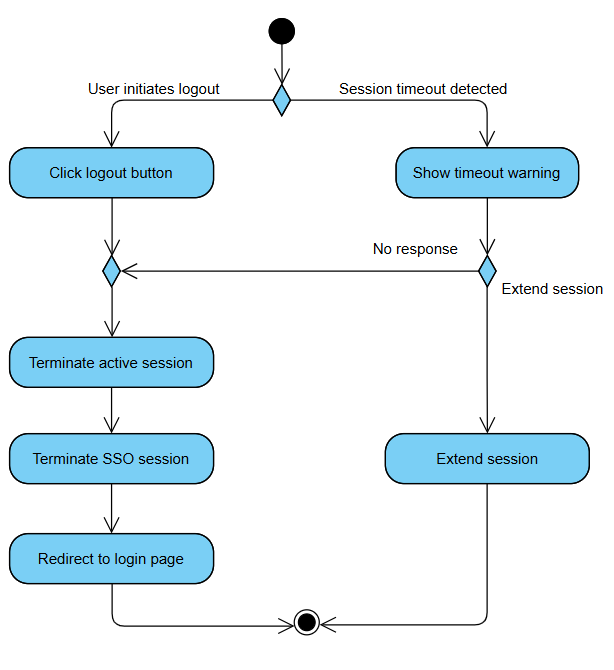 User initiates logout
Session timeout detected
Click logout button
Show timeout warning
No response
Extend session
Terminate active session
Terminate SSO session
Extend session
Redirect to login page